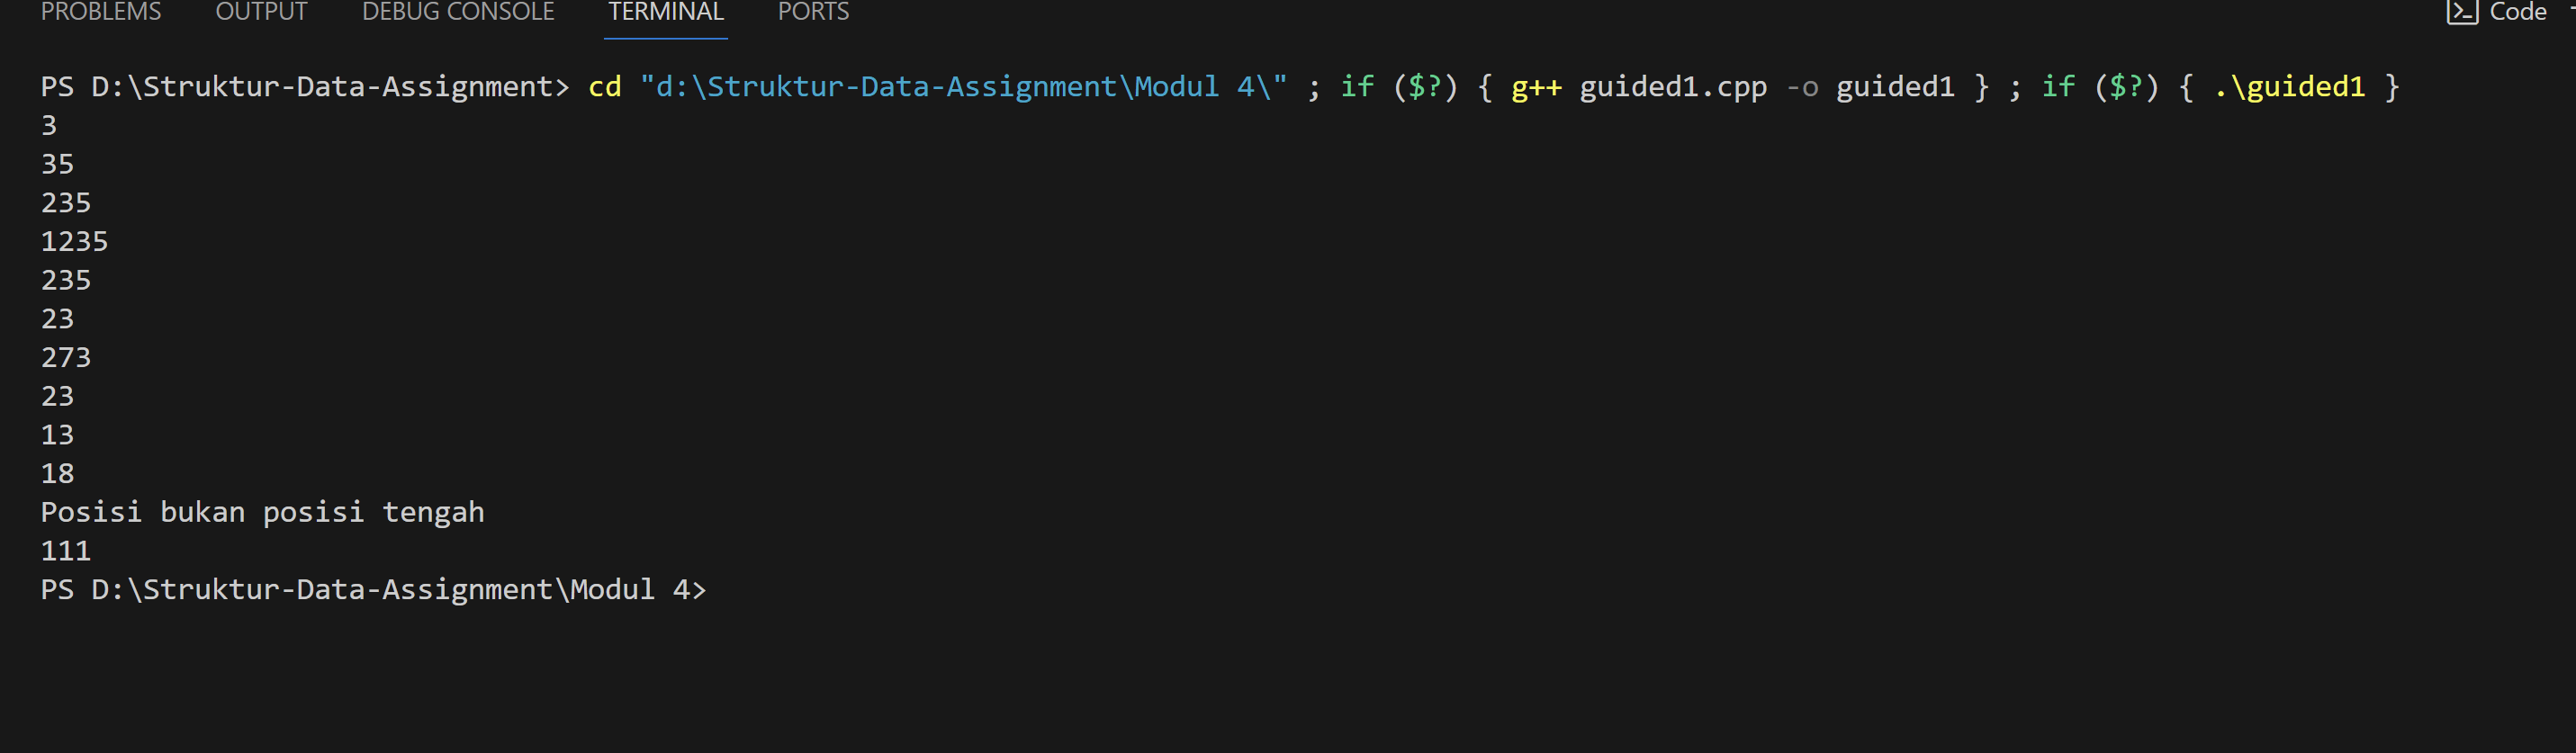 PROBLEMS OUTPUT DEBUG CONSOLE TERMINAL PORTS Code
PS D:\Struktur-Data-Assignment> cd "d:\Struktur-Data-Assignment\Modul 4\" ; if ($?) { g++ guided1.cpp -o guided1 } ; if ($?) { .\guided1 }
3
35
235
1235
235
23
273
23
13
18
Posisi bukan posisi tengah
111
PS D:\Struktur-Data-Assignment\Modul 4>